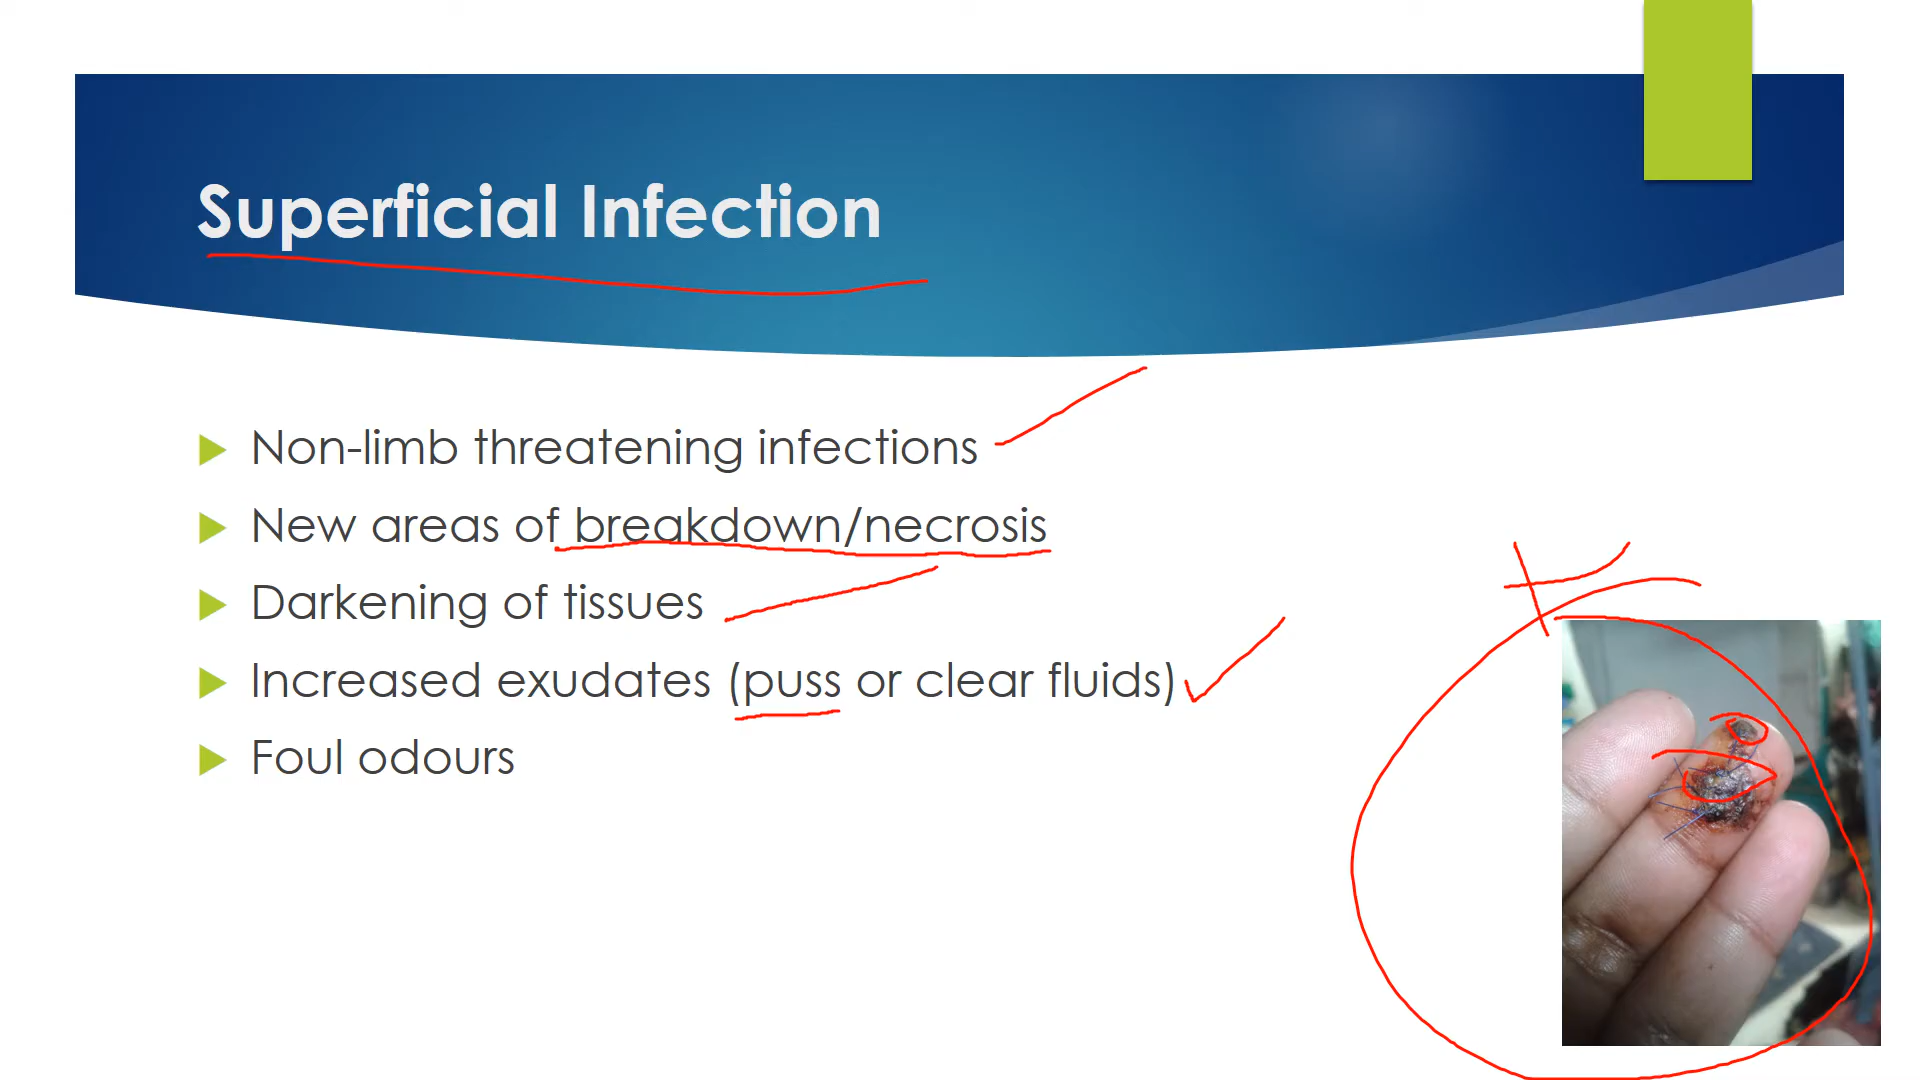 Superficial Infection
Non-limb threatening infections
New areas of breakdown/necrosis
Darkening of tissues
Increased exudates (puss or clear fluids)
Foul odours